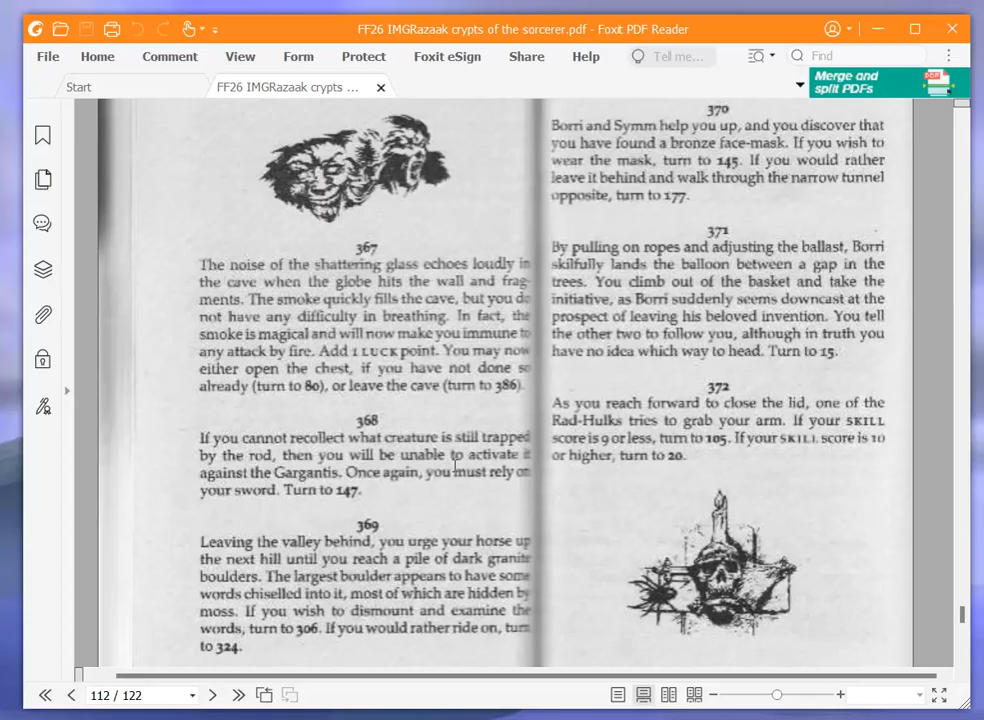 FF26 IMGRazaak crypts of the sorcerer.pdf - Foxit PDF Reader
File Home Comment View Form Protect Foxit eSign Share Help Tell me... Find
Start FF26 IMGRazaak crypts ...
Merge and
split PDFs
367
The noise of the shattering glass echoes loudly in
the cave when the globe hits the wall and frag-
ments. The smoke quickly fills the cave, but you do
not have any difficulty in breathing. In fact, the
smoke is magical and will now make you immune to
any attack by fire. Add 1 LUCK point. You may now
either open the chest, if you have not done so
already (turn to 80), or leave the cave (turn to 386).
368
If you cannot recollect what creature is still trapped
by the rod, then you will be unable to activate it
against the Gargantis. Once again, you must rely on
your sword. Turn to 147.
369
Leaving the valley behind, you urge your horse up
the next hill until you reach a pile of dark granite
boulders. The largest boulder appears to have some
words chiselled into it, most of which are hidden by
moss. If you wish to dismount and examine the
words, turn to 306. If you would rather ride on, turn
to 324.
370
Borri and Symm help you up, and you discover that
you have found a bronze face-mask. If you wish to
wear the mask, turn to 145. If you would rather
leave it behind and walk through the narrow tunnel
opposite, turn to 177.
371
By pulling on ropes and adjusting the ballast, Borri
skilfully lands the balloon between a gap in the
trees. You climb out of the basket and take the
initiative, as Borri suddenly seems downcast at the
prospect of leaving his beloved invention. You tell
the other two to follow you, although in truth you
have no idea which way to head. Turn to 15.
372
As you reach forward to close the lid, one of the
Rad-Hulks tries to grab your arm. If your SKILL
score is 9 or less, turn to 105. If your SKILL score is 10
or higher, turn to 20.
112 / 122